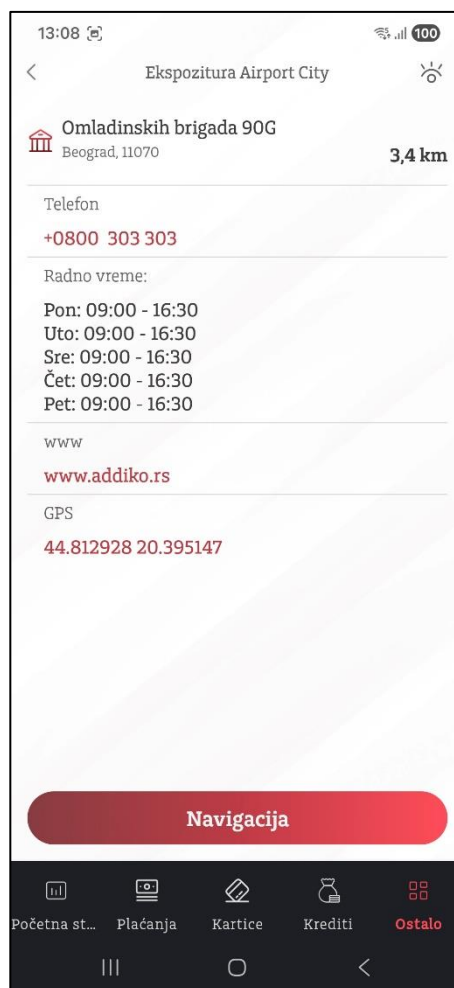 13:08
100
Ekspozitura Airport City
Omladinskih brigada 90G
Beograd, 11070
3,4 km
Telefon
+0800 303 303
Radno vreme:
Pon: 09:00 - 16:30
Uto: 09:00 - 16:30
Sre: 09:00 - 16:30
Čet: 09:00 - 16:30
Pet: 09:00 - 16:30
www
www.addiko.rs
GPS
44.812928 20.395147
Navigacija
Početna st... Plaćanja Kartice Krediti Ostalo